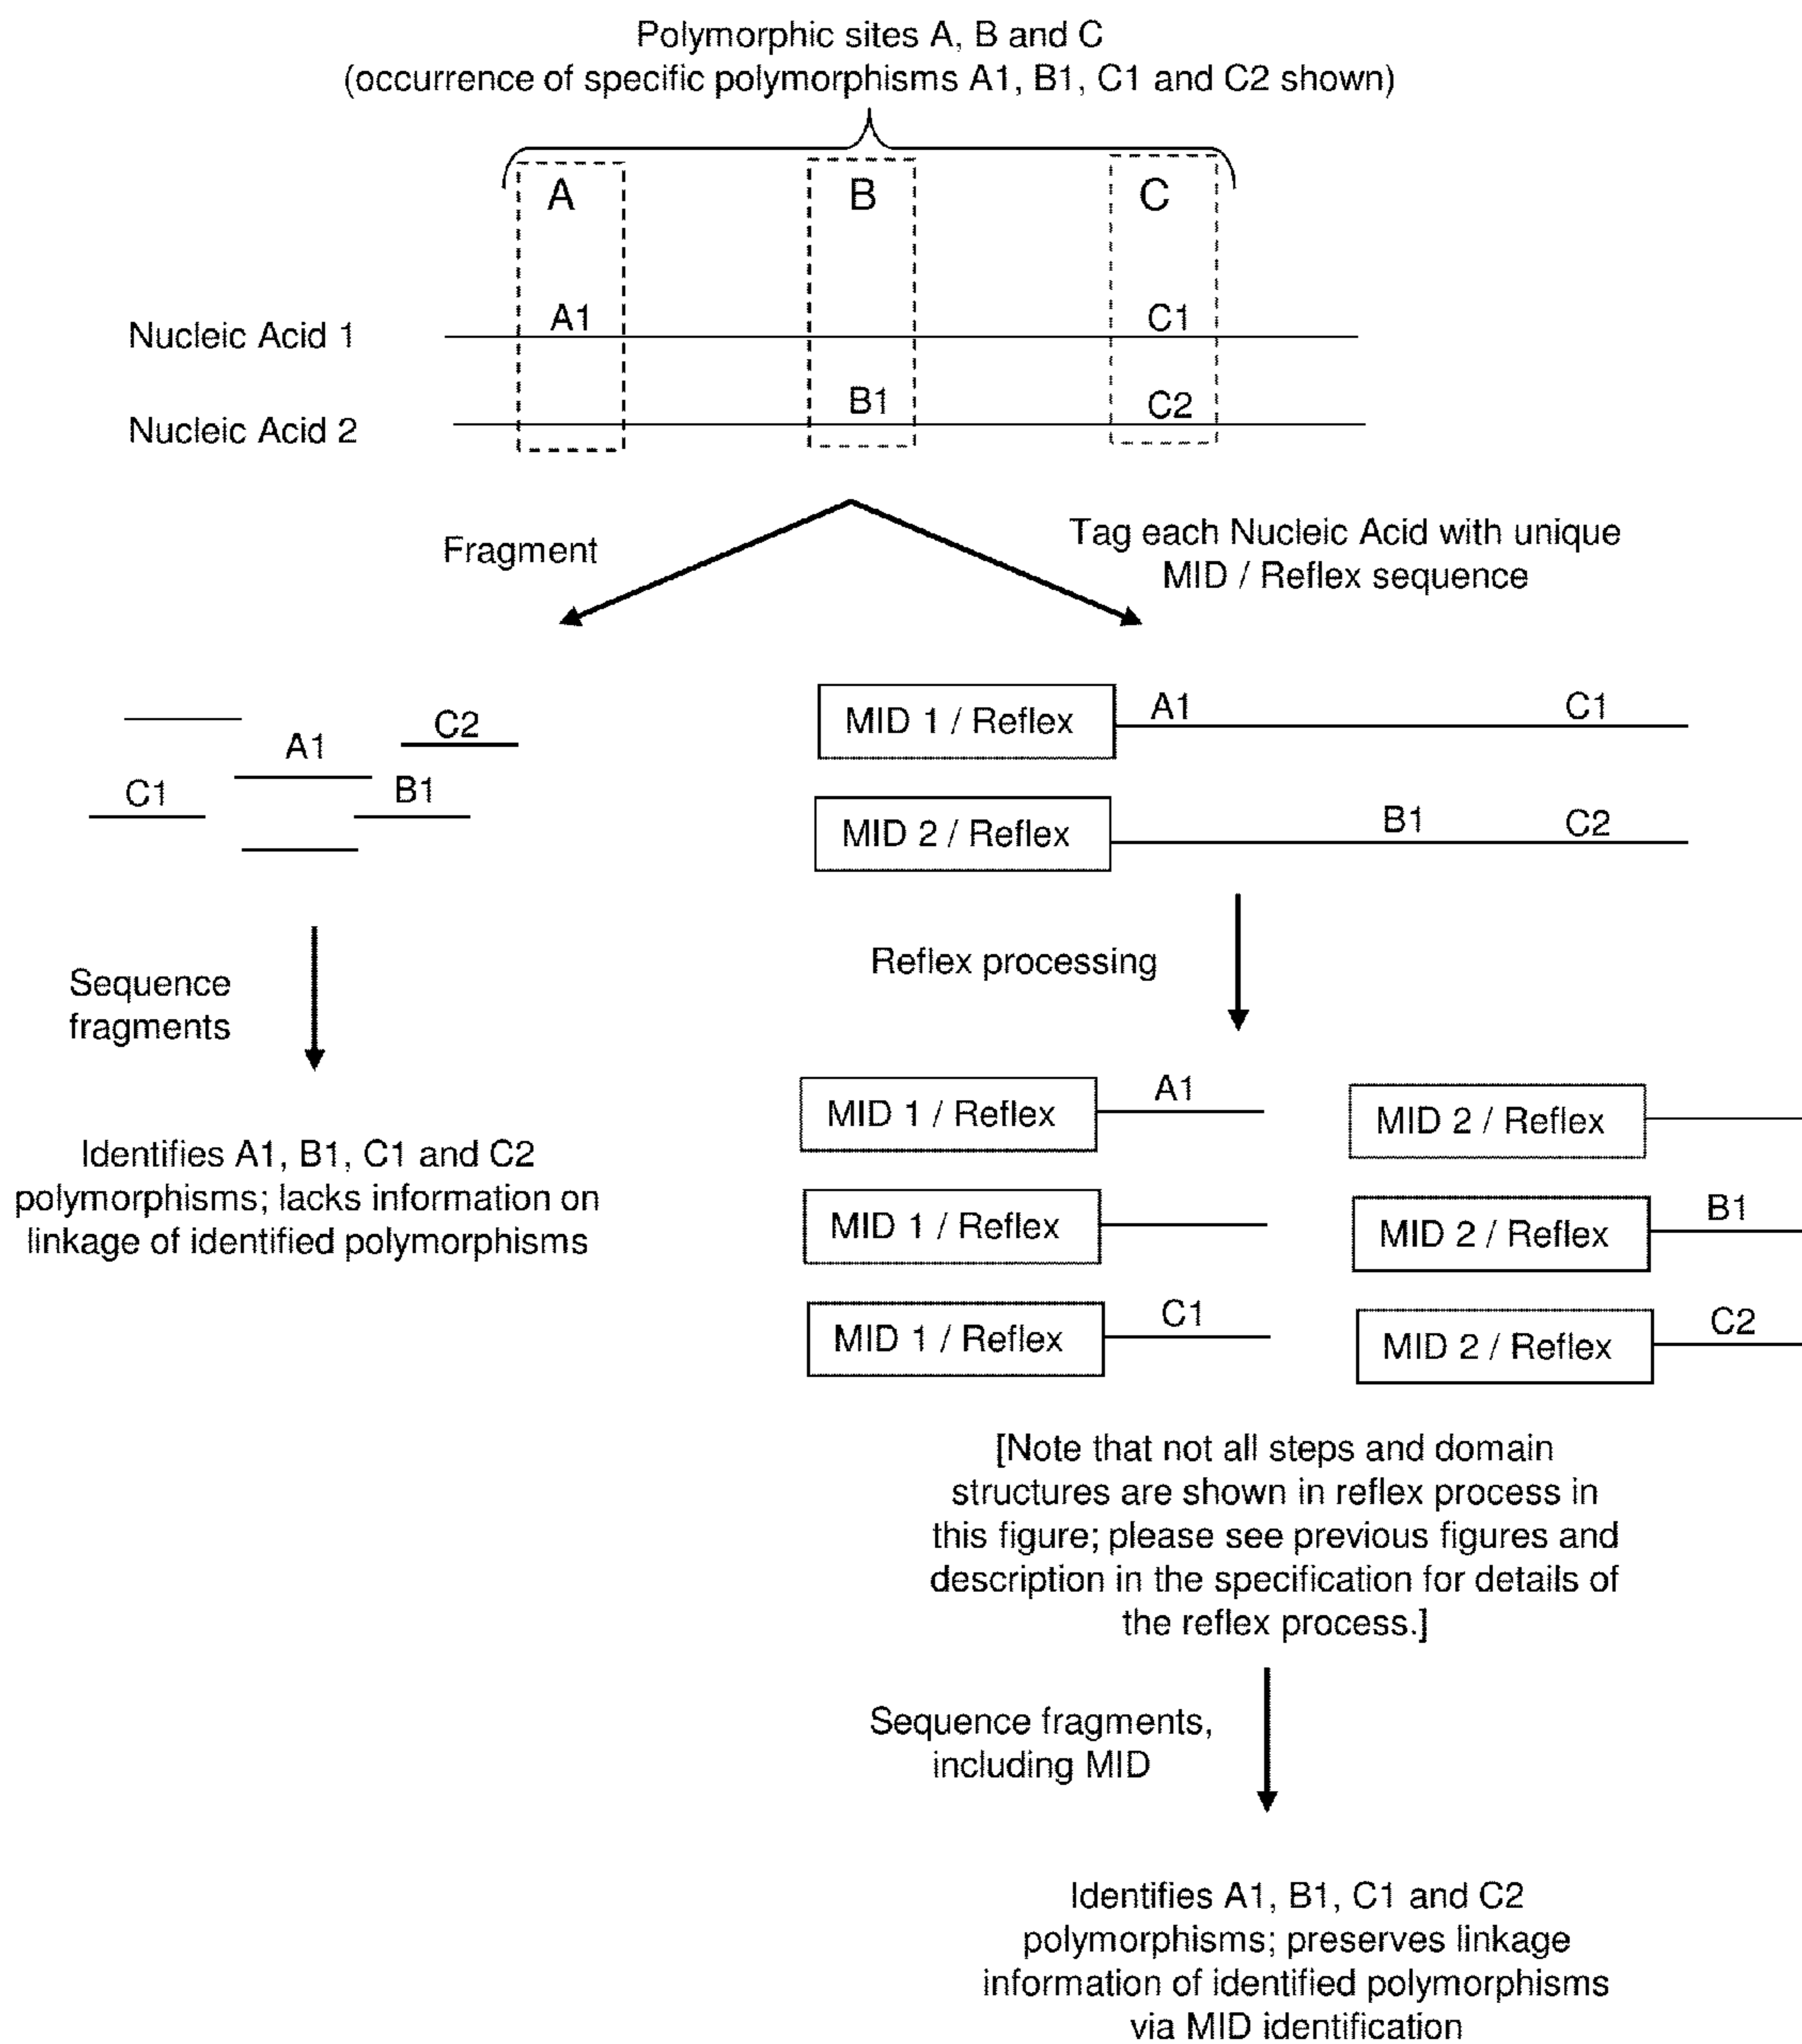 Polymorphic sites A, B and C
(occurrence of specific polymorphisms A1, B1, C1 and C2 shown)
A B C
A1 C1
Nucleic Acid 1
B1 C2
Nucleic Acid 2
Fragment
Tag each Nucleic Acid with unique
MID / Reflex sequence
C2
A1
C1 B1
MID 1 / Reflex A1 C1
MID 2 / Reflex B1 C2
Sequence
fragments
Reflex processing
Identifies A1, B1, C1 and C2
polymorphisms; lacks information on
linkage of identified polymorphisms
MID 1 / Reflex A1
MID 2 / Reflex
MID 1 / Reflex
MID 2 / Reflex B1
MID 1 / Reflex C1
MID 2 / Reflex C2
[Note that not all steps and domain
structures are shown in reflex process in
this figure; please see previous figures and
description in the specification for details of
the reflex process.]
Sequence fragments,
including MID
Identifies A1, B1, C1 and C2
polymorphisms; preserves linkage
information of identified polymorphisms
via MID identification